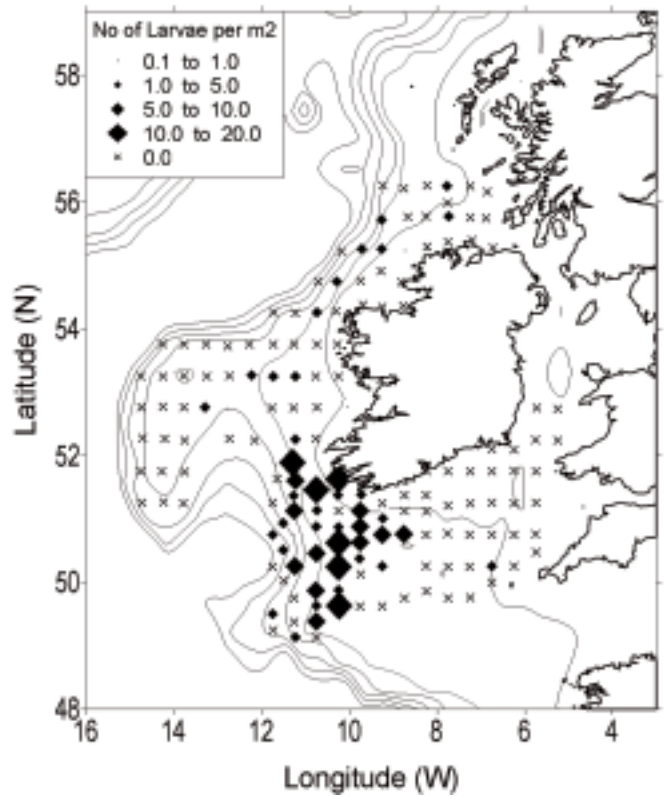 No of Larvae per m2
0.1 to 1.0
1.0 to 5.0
5.0 to 10.0
10.0 to 20.0
0.0
58
56
54
52
50
48
Latitude (N)
16 14 12 10 8 6 4
Longitude (W)